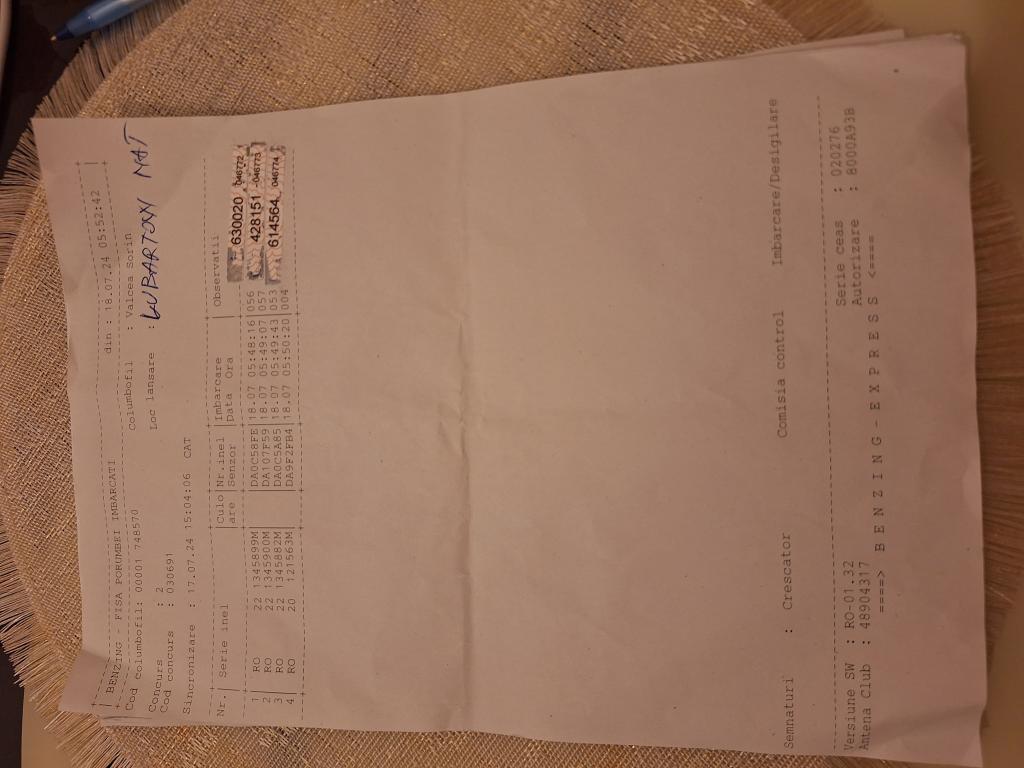 BENZING - FISA PORUMBEI IMBARCATI din : 18.07.24 05:52:42
Cod columbofil: 00001 748570 Columbofil : Valces Sorin
Concurs : 2 Loc lansare : LUBARTOW NAT
Cod concurs : 030691
Sincronizare : 17.07.24 15:04:06 CAT
Nr. | Serie inel | Culo | Nr.inel | Imbarcare | Observatii
are | Senzor | Data Ora
1 RO 22 1345899M | DA0C5BFE | 18.07 05:48:16 | 056 | 630020 046772
2 RO 22 1345900M | DA107F59 | 18.07 05:49:07 | 057 | 428151 046773
3 RO 22 1345882M | DA0C5A85 | 18.07 05:49:43 | 053 | 614564 046774
4 RO 20 121563M | DA9F2FB4 | 18.07 05:50:20 | 004
Semnaturi : Crescator Comisia control Imbarcare/Desigilare
Versiune SW : RO-01.32 Serie ceas : 020276
Antena Club : 48904317 Autorizare : 8000A93B
====> B E N Z I N G - E X P R E S S <====